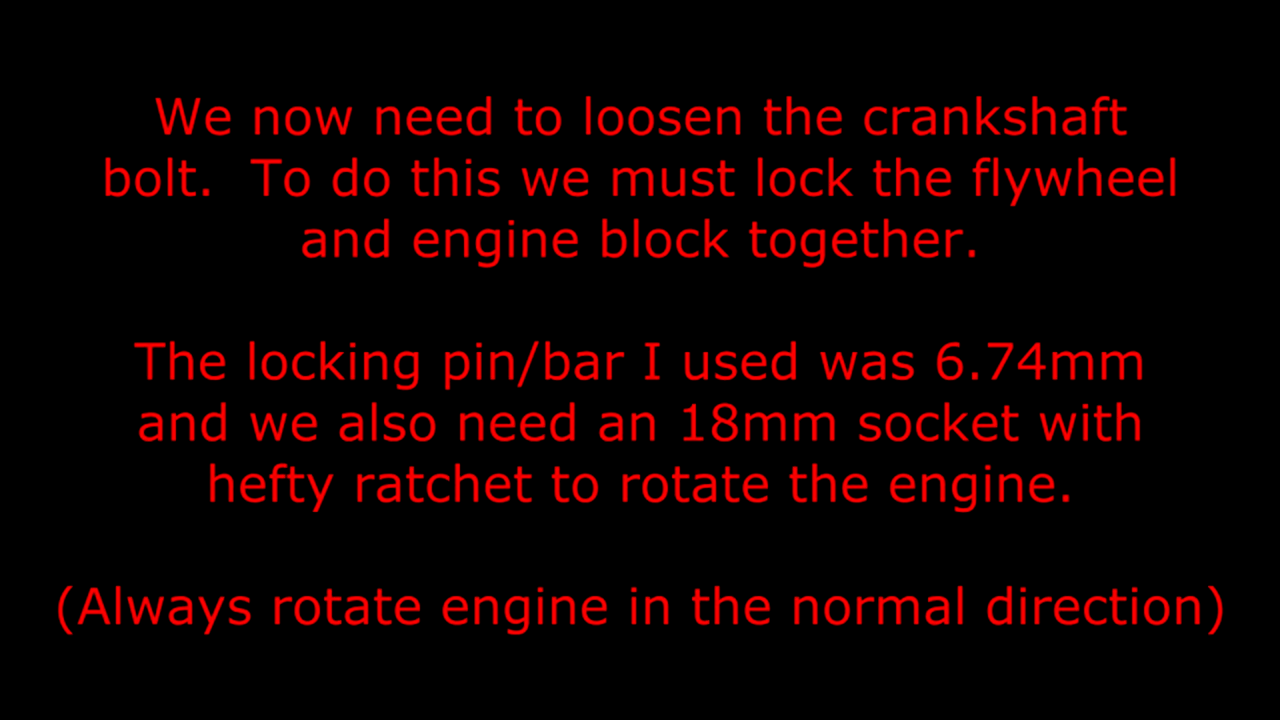 We now need to loosen the crankshaft
bolt.  To do this we must lock the flywheel
and engine block together.
The locking pin/bar I used was 6.74mm
and we also need an 18mm socket with
hefty ratchet to rotate the engine.
(Always rotate engine in the normal direction)